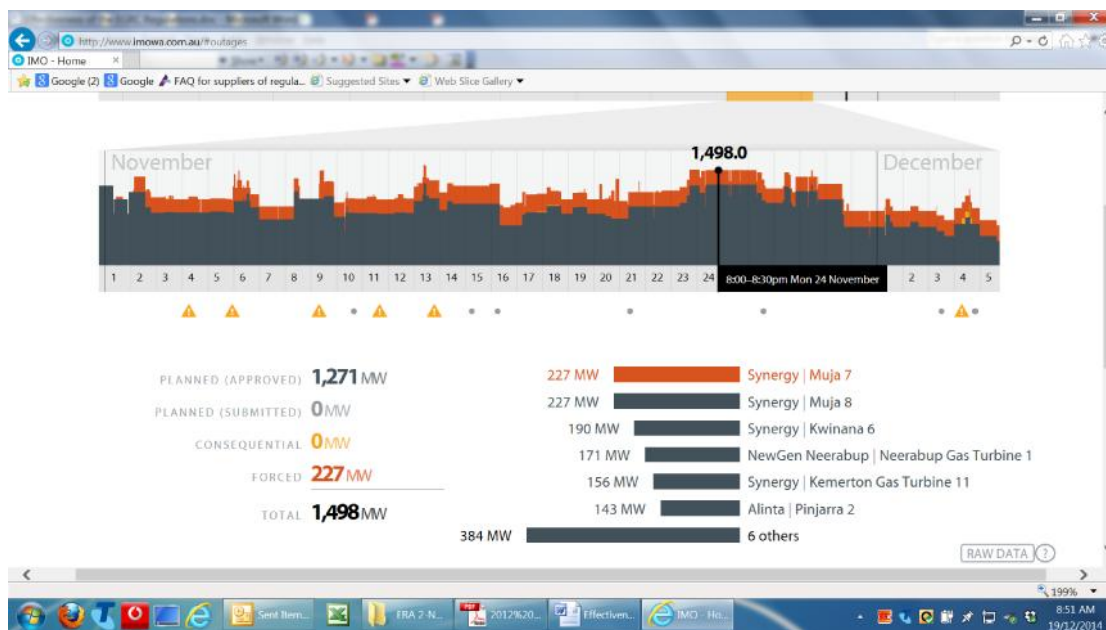 http://www.imowa.com.au/#outages
IMO - Home
Google (2) Google FAQ for suppliers of regula... Suggested Sites Web Slice Gallery
1,498.0
November December
1 2 3 4 5 6 7 8 9 10 11 12 13 14 15 16 17 18 19 20 21 22 23 24 8:00–8:30pm Mon 24 November 2 3 4 5
PLANNED (APPROVED) 1,271 MW
PLANNED (SUBMITTED) 0 MW
CONSEQUENTIAL 0 MW
FORCED 227 MW
TOTAL 1,498 MW
227 MW Synergy | Muja 7
227 MW Synergy | Muja 8
190 MW Synergy | Kwinana 6
171 MW NewGen Neerabup | Neerabup Gas Turbine 1
156 MW Synergy | Kemerton Gas Turbine 11
143 MW Alinta | Pinjarra 2
384 MW 6 others
RAW DATA ?
199%
Sent Item... ERA 2-N... 2012%20... Effectiven... IMO - Ho...
8:51 AM
19/12/2014